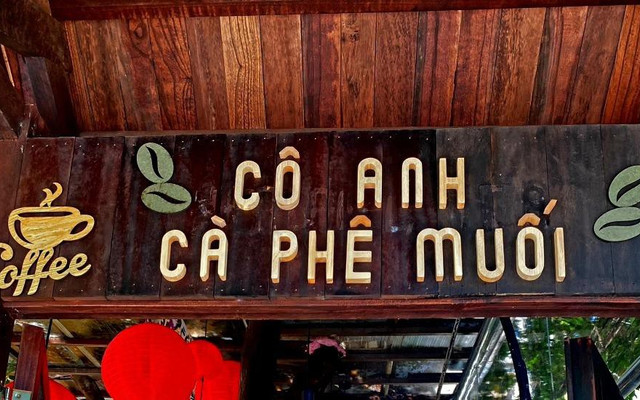 CÔ ANH
CÀ PHÊ MUỐI
Coffee